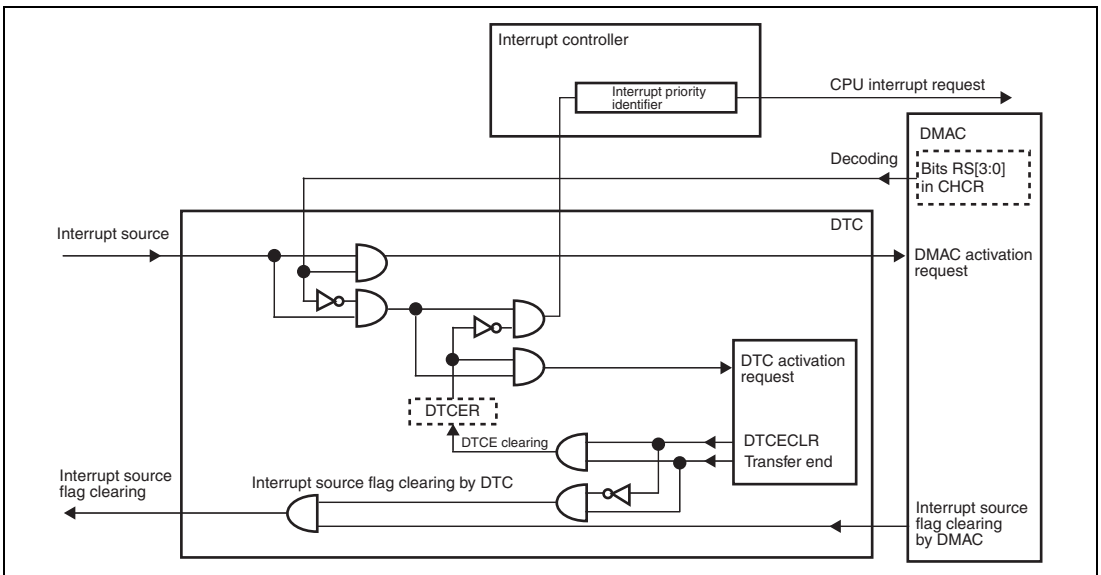 Interrupt controller
Interrupt priority
identifier
CPU interrupt request
DMAC
Decoding
Bits RS[3:0]
in CHCR
DTC
Interrupt source
DMAC activation
request
DTC activation
request
DTCER
DTCE clearing
DTCECLR
Transfer end
Interrupt source
flag clearing
Interrupt source flag clearing by DTC
Interrupt source
flag clearing
by DMAC